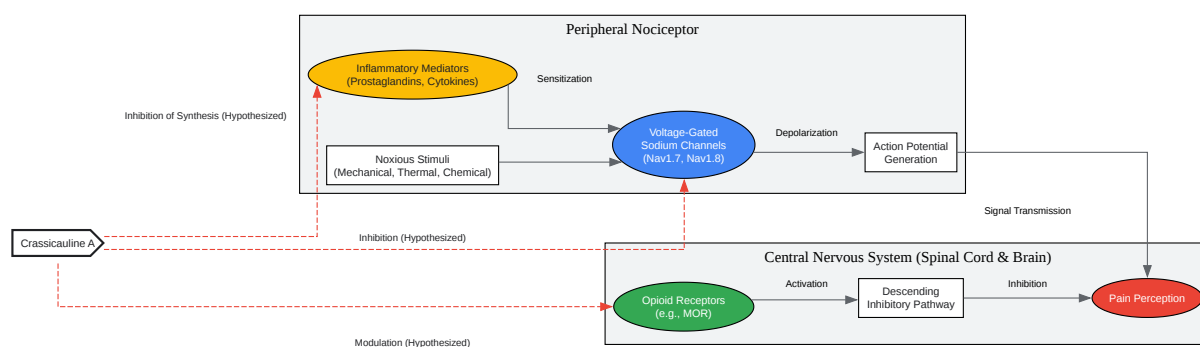 Peripheral Nociceptor
Inflammatory Mediators
(Prostaglandins, Cytokines)
Sensitization
Inhibition of Synthesis (Hypothesized)
Voltage-Gated
Sodium Channels
(Nav1.7, Nav1.8)
Depolarization
Action Potential
Generation
Noxious Stimuli
(Mechanical, Thermal, Chemical)
Signal Transmission
Crassicauline A
Inhibition (Hypothesized)
Central Nervous System (Spinal Cord & Brain)
Opioid Receptors
(e.g., MOR)
Activation
Descending
Inhibitory Pathway
Inhibition
Pain Perception
Modulation (Hypothesized)